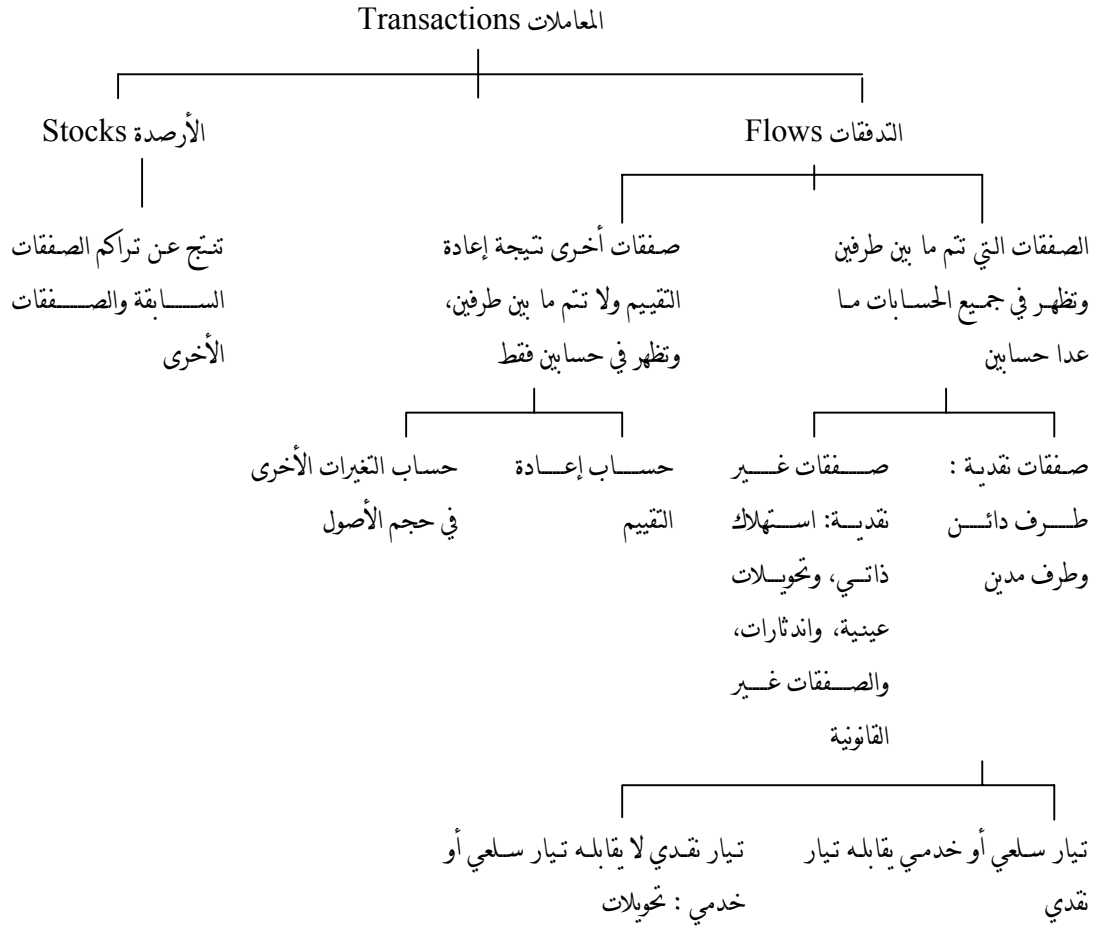 المعاملات Transactions
التدفقات Flows
الأرصدة Stocks
الصفقات التي تتم ما بين طرفين
وتظهر في جميع الحسابات ما
عدا حسابين
صفقات أخرى نتيجة إعادة
التقييم ولا تتم ما بين طرفين،
وتظهر في حسابين فقط
تنتج عن تراكم الصفقات
السابقة والصفقات
الأخرى
صفقات نقدية :
طرف دائن
وطرف مدين
صفقات غير
نقدية: استهلاك
ذاتي، وتحويلات
عينية، واندثارات،
والصفقات غير
القانونية
حساب إعادة
التقييم
حساب التغيرات الأخرى
في حجم الأصول
تيار سلعي أو خدمي يقابله تيار
نقدي
تيار نقدي لا يقابله تيار سلعي أو
خدمي : تحويلات